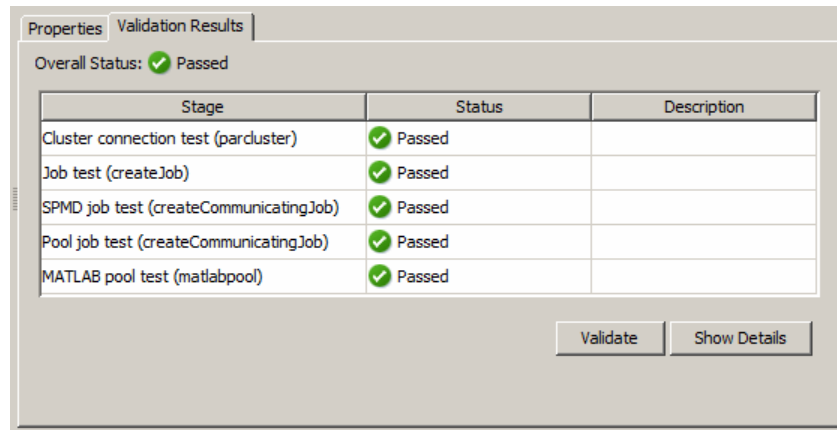 Properties Validation Results
Overall Status: Passed
Stage Status Description
Cluster connection test (parcluster) Passed
Job test (createJob) Passed
SPMD job test (createCommunicatingJob) Passed
Pool job test (createCommunicatingJob) Passed
MATLAB pool test (matlabpool) Passed
Validate Show Details